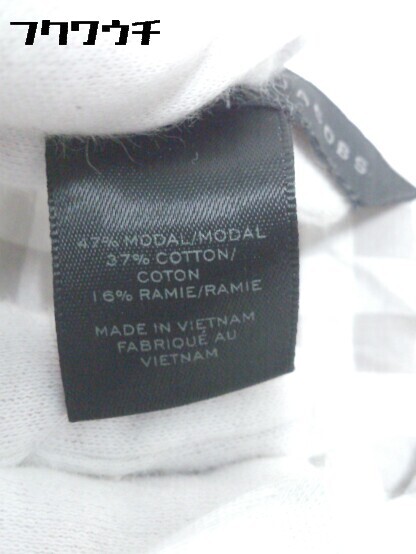 フクワウチ
47% MODAL/MODAL
37% COTTON/
COTON
16% RAMIE/RAMIE
MADE IN VIETNAM
FABRIQUÉ AU
VIETNAM